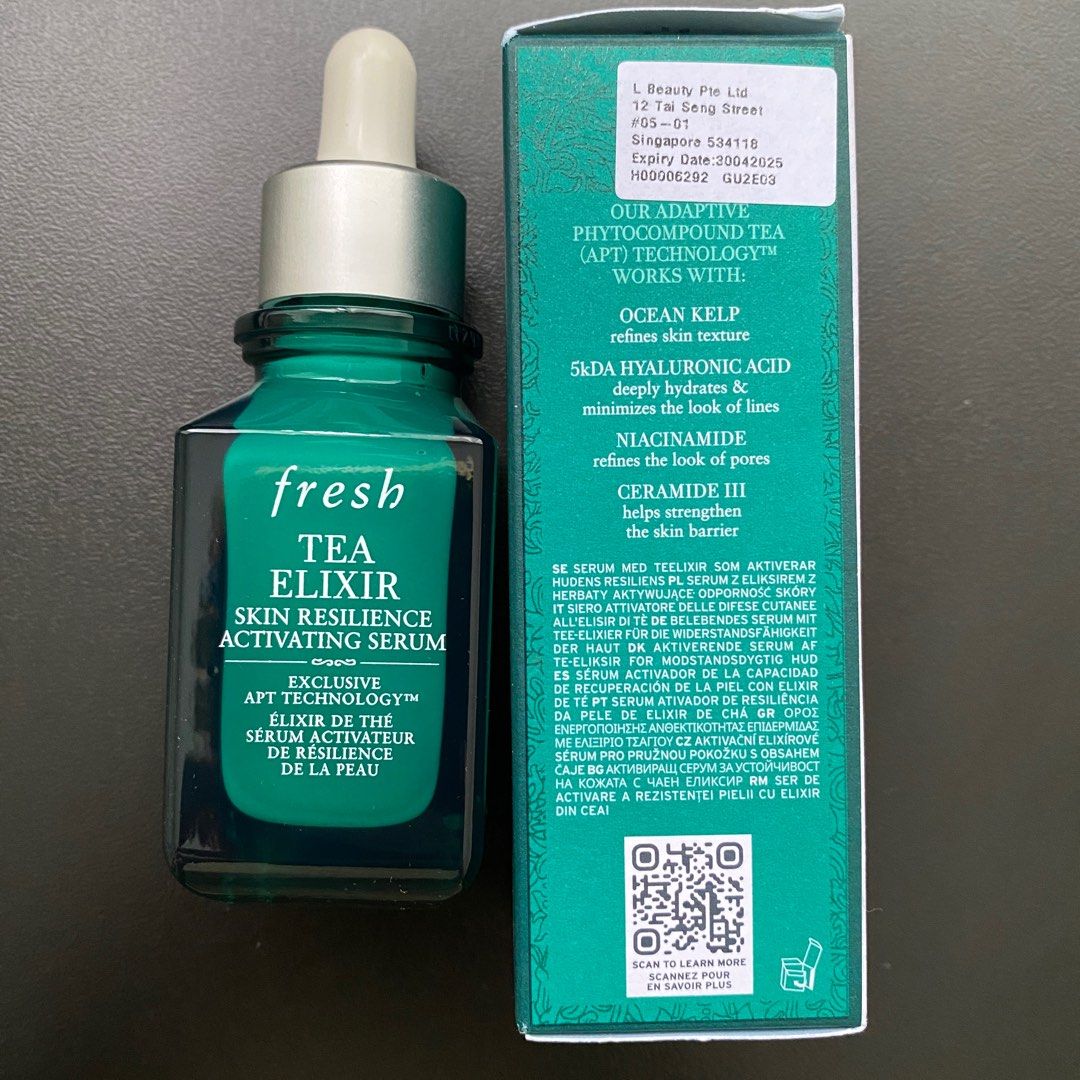 fresh
TEA
ELIXIR
SKIN RESILIENCE
ACTIVATING SERUM
EXCLUSIVE
APT TECHNOLOGY™
ÉLIXIR DE THÉ
SÉRUM ACTIVATEUR
DE RÉSILIENCE
DE LA PEAU
L Beauty Pte Ltd
12 Tai Seng Street
#05-01
Singapore 534118
Expiry Date:30042025
H00006292 GU2E03
OUR ADAPTIVE
PHYTOCOMPOUND TEA
(APT) TECHNOLOGY™
WORKS WITH:
OCEAN KELP
refines skin texture
5kDA HYALURONIC ACID
deeply hydrates &
minimizes the look of lines
NIACINAMIDE
refines the look of pores
CERAMIDE III
helps strengthen
the skin barrier
SE SERUM MED TEELIXIR SOM AKTIVERAR
HUDENS RESILIENS PL SERUM Z ELIKSIREM Z
HERBATY AKTYWUJĄCE ODPORNOŚĆ SKÓRY
IT SIERO ATTIVATORE DELLE DIFESE CUTANEE
ALL'ELISIR DI TÈ DE BELEBENDES SERUM MIT
TEE-ELIXIER FÜR DIE WIDERSTANDSFÄHIGKEIT
DER HAUT DK AKTIVERENDE SERUM AF
TE-ELIKSIR FOR MODSTANDSDYGTIG HUD
ES SÉRUM ACTIVADOR DE LA CAPACIDAD
DE RECUPERACIÓN DE LA PIEL CON ELIXIR
DE TÉ PT SERUM ATIVADOR DE RESILIÊNCIA
DA PELE DE ELIXIR DE CHÁ GR ΟΡΟΣ
ΕΝΕΡΓΟΠΟΙΗΣΗΣ ΑΝΘΕΚΤΙΚΟΤΗΤΑΣ ΕΠΙΔΕΡΜΙΔΑΣ
ΜΕ ΕΛΙΞΙΡΙΟ ΤΣΑΓΙΟΥ CZ AKTIVAČNÍ ELIXÍROVÉ
SÉRUM PRO PRUŽNOU POKOŽKU S OBSAHEM
ČAJE BG АКТИВИРАЩ СЕРУМ ЗА УСТОЙЧИВОСТ
НА КОЖАТА С ЧАЕН ЕЛИКСИР RM SER DE
ACTIVARE A REZISTENȚEI PIELII CU ELIXIR
DIN CEAI
SCAN TO LEARN MORE
SCANNEZ POUR
EN SAVOIR PLUS